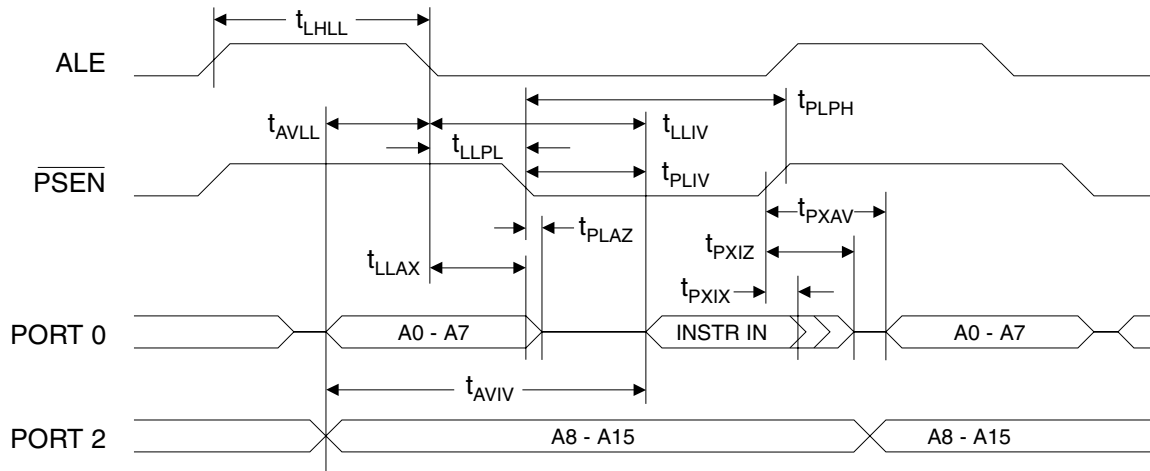 tLHLL
ALE
tPLPH
tAVLL
tLLIV
tLLPL
PSEN
tPLIV
tPXAV
tPLAZ
tPXIZ
tLLAX
tPXIX
PORT 0
A0 - A7
INSTR IN
A0 - A7
tAVIV
PORT 2
A8 - A15
A8 - A15